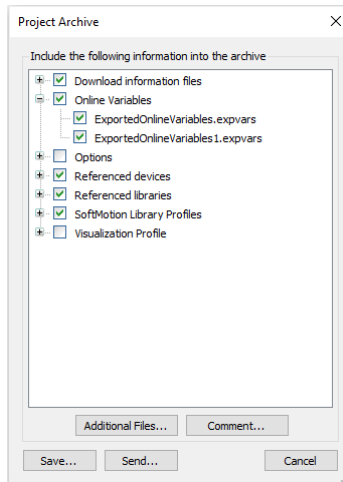 Project Archive
Include the following information into the archive
Download information files
Online Variables
ExportedOnlineVariables.expvars
ExportedOnlineVariables1.expvars
Options
Referenced devices
Referenced libraries
SoftMotion Library Profiles
Visualization Profile
Additional Files... Comment...
Save... Send... Cancel